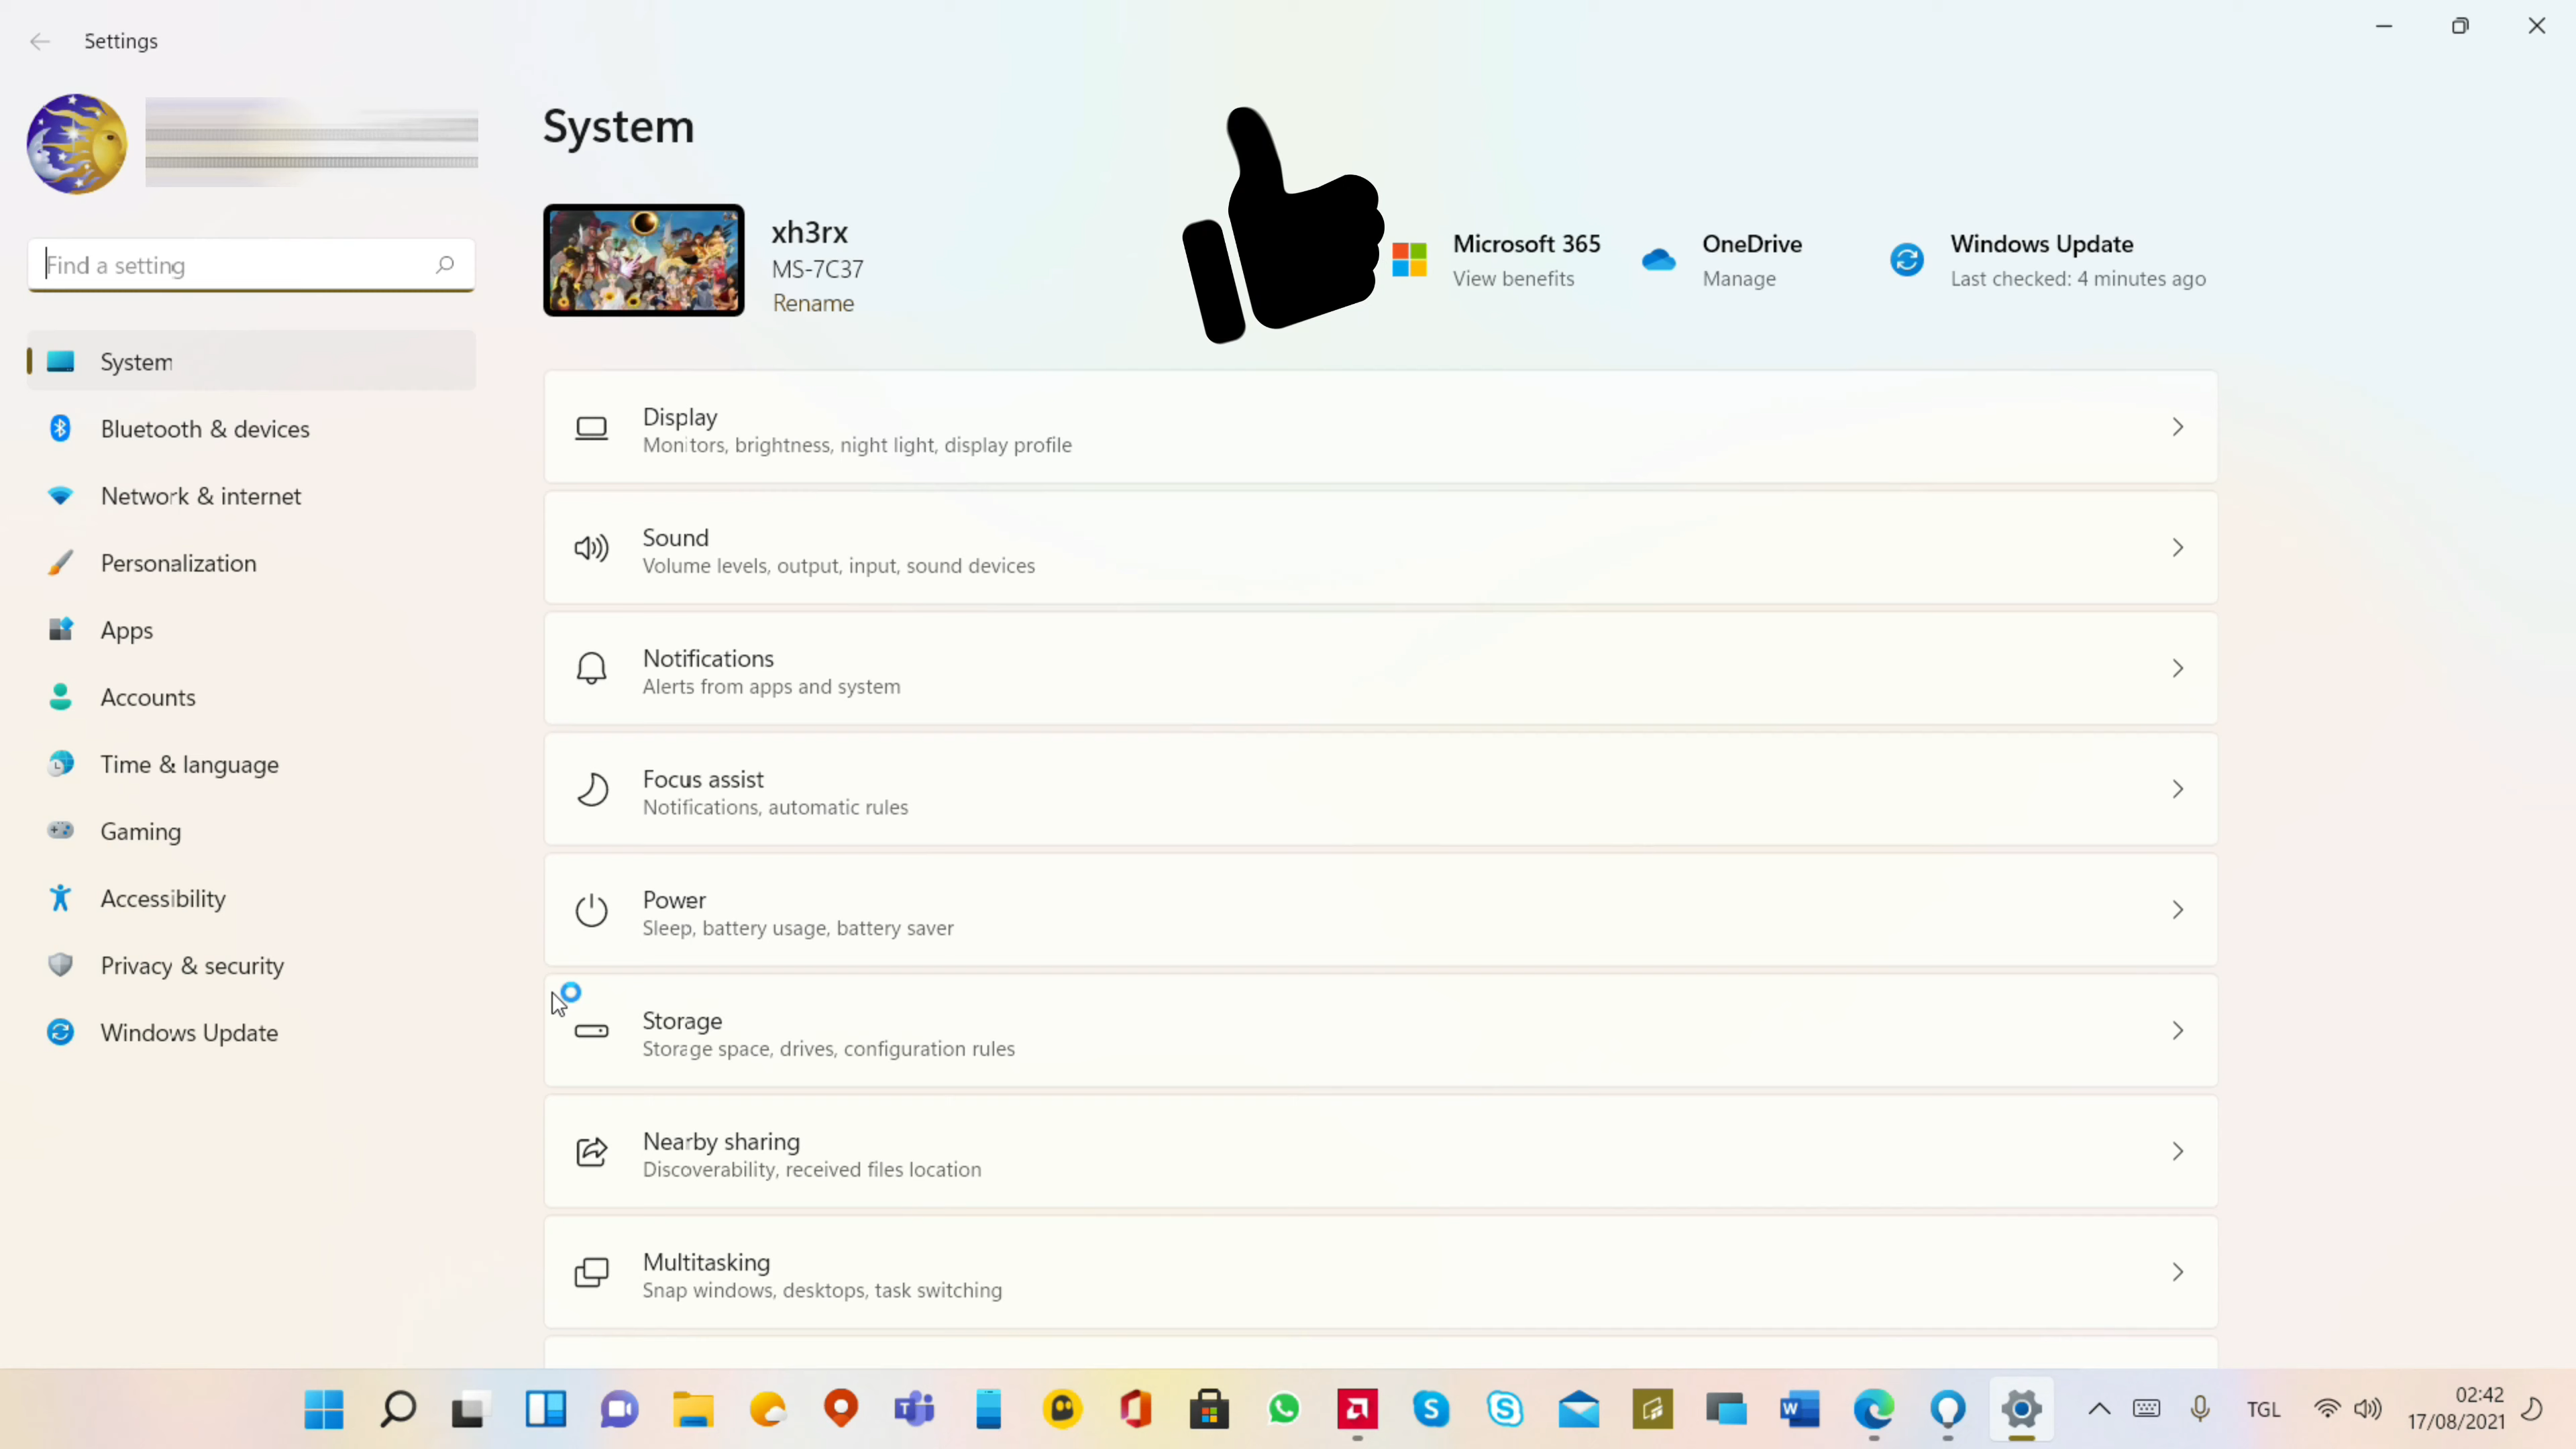 Settings
System
xh3rx
MS-7C37
Rename
Microsoft 365
View benefits
OneDrive
Manage
Windows Update
Last checked: 4 minutes ago
Find a setting
System
Bluetooth & devices
Network & internet
Personalization
Apps
Accounts
Time & language
Gaming
Accessibility
Privacy & security
Windows Update
Display
Monitors, brightness, night light, display profile
Sound
Volume levels, output, input, sound devices
Notifications
Alerts from apps and system
Focus assist
Notifications, automatic rules
Power
Sleep, battery usage, battery saver
Storage
Storage space, drives, configuration rules
Nearby sharing
Discoverability, received files location
Multitasking
Snap windows, desktops, task switching
TGL
02:42
17/08/2021